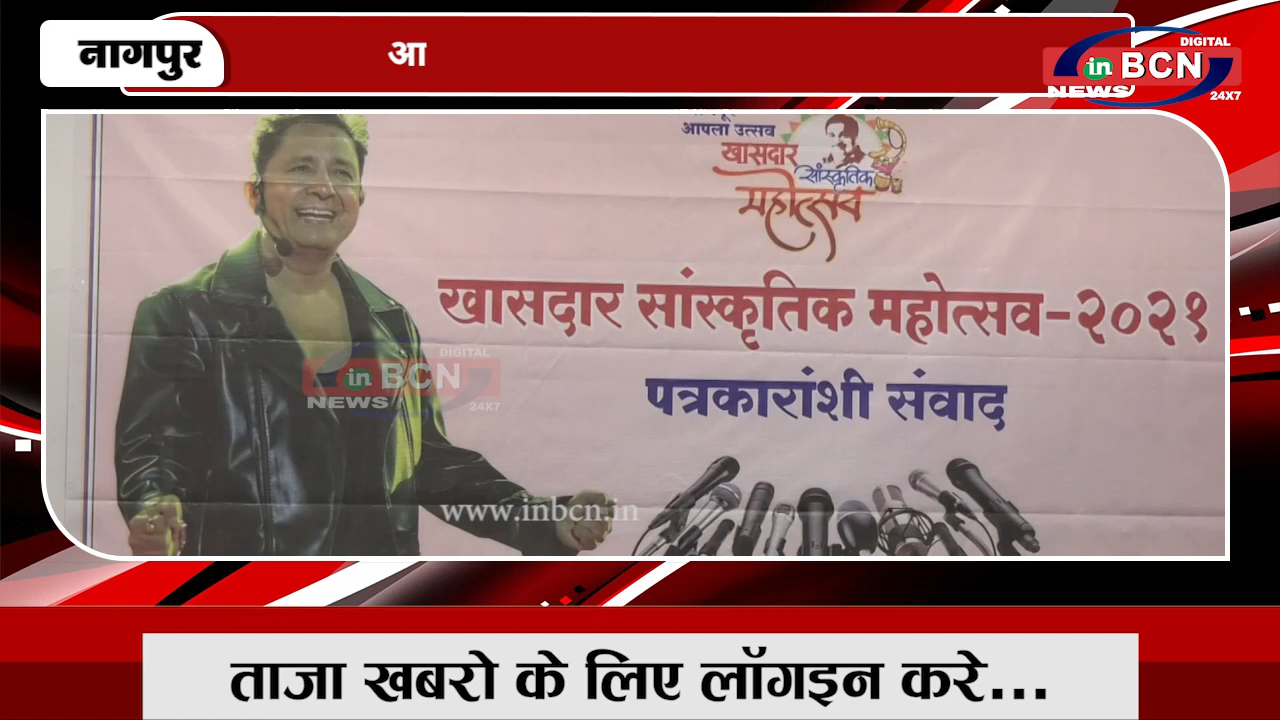 नागपुर
आ
DIGITAL
in BCN
NEWS
24X7
आपला उत्सव
खासदार
सांस्कृतिक
महोत्सव
खासदार सांस्कृतिक महोत्सव-२०२१
पत्रकारांशी संवाद
DIGITAL
in BCN
NEWS
24X7
www.inbcn.in
ताजा खबरो के लिए लॉगइन करे...